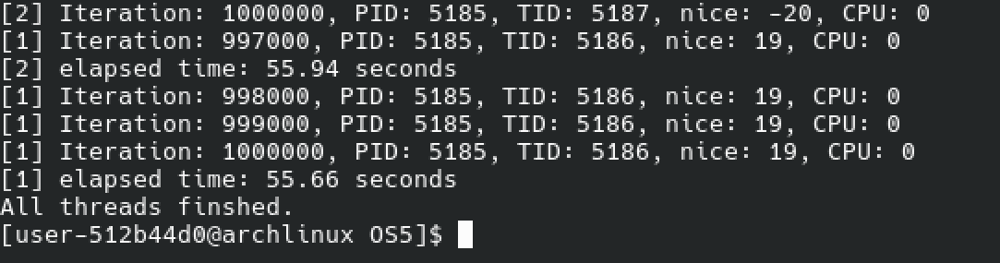 [2] Iteration: 1000000, PID: 5185, TID: 5187, nice: -20, CPU: 0
[1] Iteration: 997000, PID: 5185, TID: 5186, nice: 19, CPU: 0
[2] elapsed time: 55.94 seconds
[1] Iteration: 998000, PID: 5185, TID: 5186, nice: 19, CPU: 0
[1] Iteration: 999000, PID: 5185, TID: 5186, nice: 19, CPU: 0
[1] Iteration: 1000000, PID: 5185, TID: 5186, nice: 19, CPU: 0
[1] elapsed time: 55.66 seconds
All threads finshed.
[user-512b44d0@archlinux OS5]$